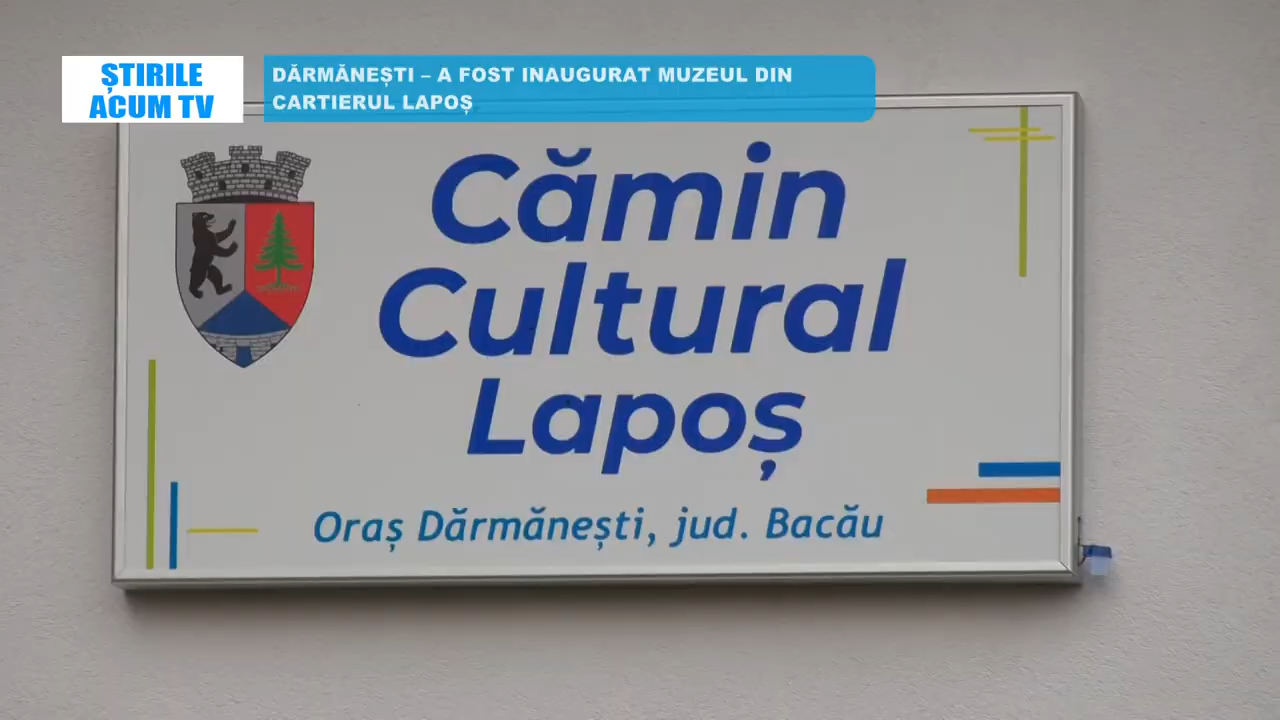 ȘTIRILE
ACUM TV
DĂRMĂNEȘTI – A FOST INAUGURAT MUZEUL DIN
CARTIERUL LAPOȘ
Cămin
Cultural
Lapoș
Oraș Dărmănești, jud. Bacău